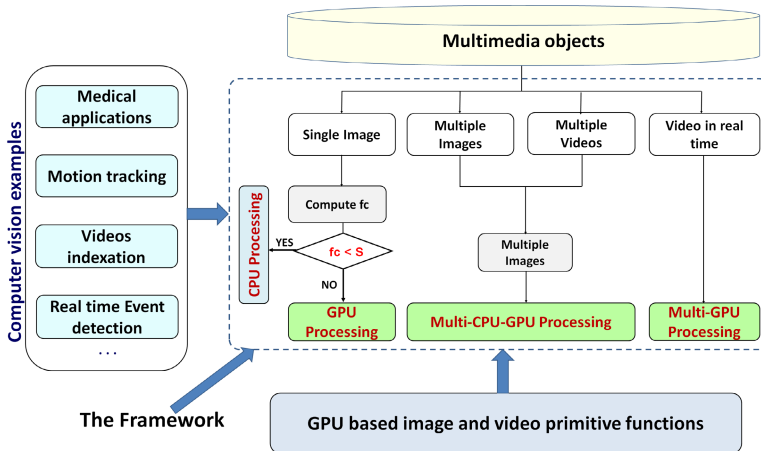 Multimedia objects
Computer vision examples
Medical
applications
Motion tracking
Videos
indexation
Real time Event
detection
...
Single Image
Multiple
Images
Multiple
Videos
Video in real
time
Compute fc
CPU Processing
YES
fc < S
NO
Multiple
Images
GPU
Processing
Multi-CPU-GPU Processing
Multi-GPU
Processing
The Framework
GPU based image and video primitive functions